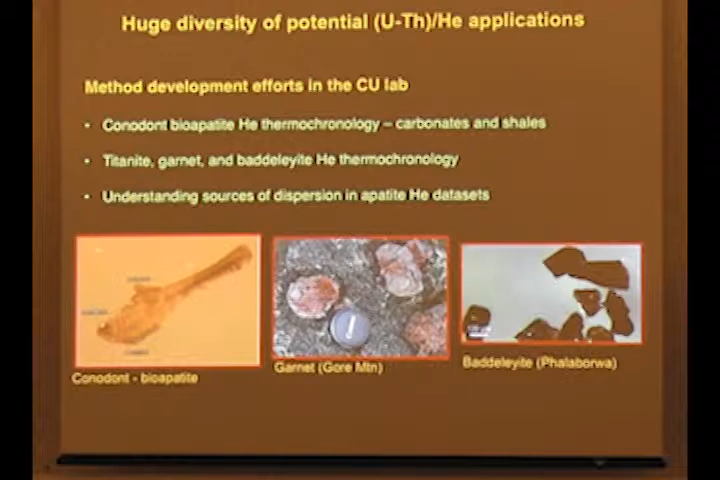 Huge diversity of potential (U-Th)/He applications
Method development efforts in the CU lab
• Conodont bioapatite He thermochronology – carbonates and shales
• Titanite, garnet, and baddeleyite He thermochronology
• Understanding sources of dispersion in apatite He datasets
Conodont - bioapatite
Garnet (Gore Mtn)
Baddeleyite (Phalaborwa)